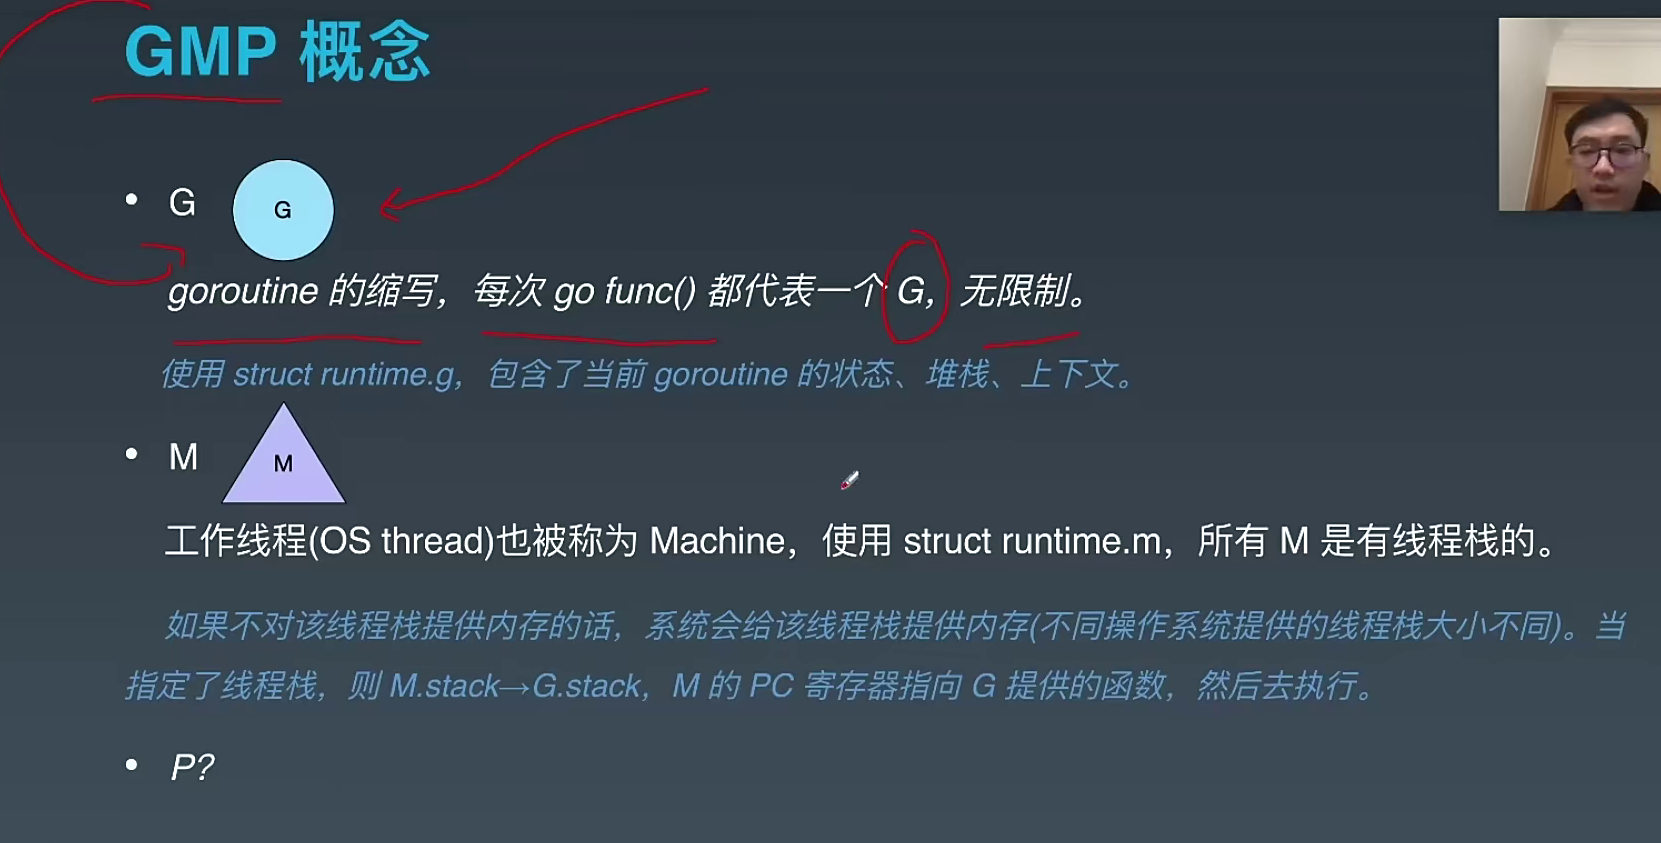 GMP 概念
• G
G
goroutine 的缩写，每次 go func() 都代表一个 G，无限制。
使用 struct runtime.g，包含了当前 goroutine 的状态、堆栈、上下文。
• M
M
工作线程(OS thread)也被称为 Machine，使用 struct runtime.m，所有 M 是有线程栈的。
如果不对该线程栈提供内存的话，系统会给该线程栈提供内存(不同操作系统提供的线程栈大小不同)。当
指定了线程栈，则 M.stack→G.stack，M 的 PC 寄存器指向 G 提供的函数，然后去执行。
• P?